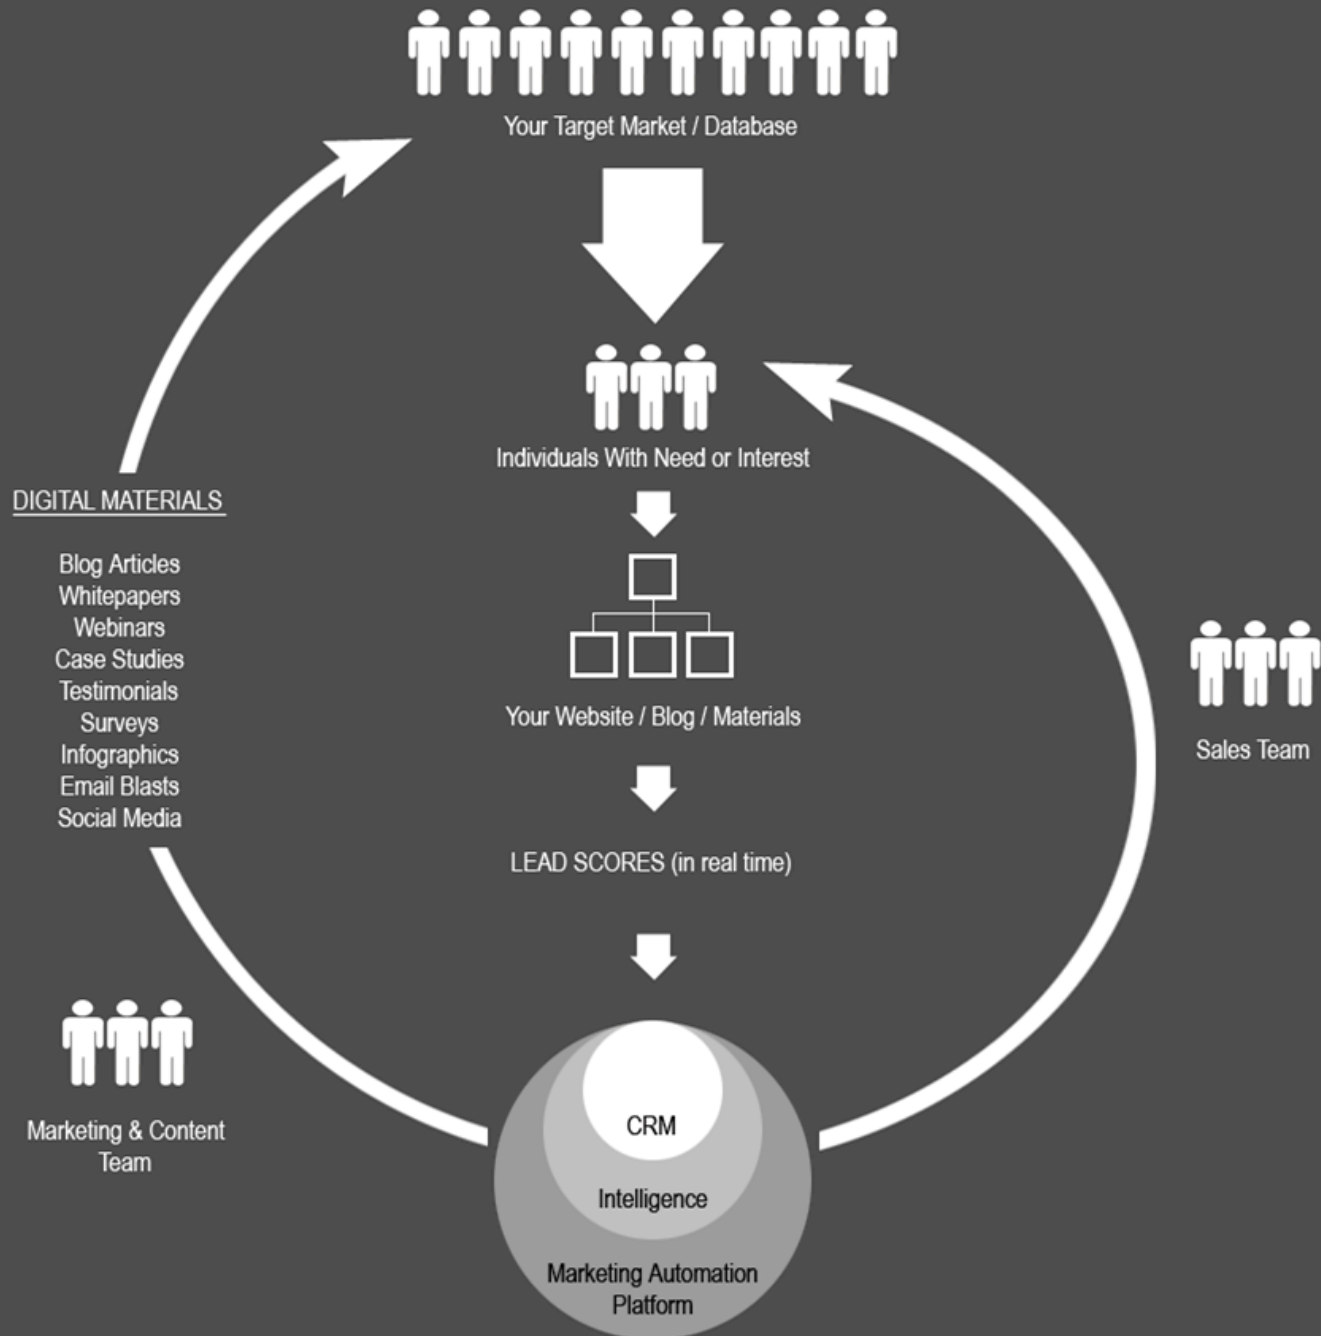 Your Target Market / Database
Individuals With Need or Interest
DIGITAL MATERIALS
Blog Articles
Whitepapers
Webinars
Case Studies
Testimonials
Surveys
Infographics
Email Blasts
Social Media
Your Website / Blog / Materials
Sales Team
LEAD SCORES (in real time)
Marketing & Content
Team
CRM
Intelligence
Marketing Automation
Platform